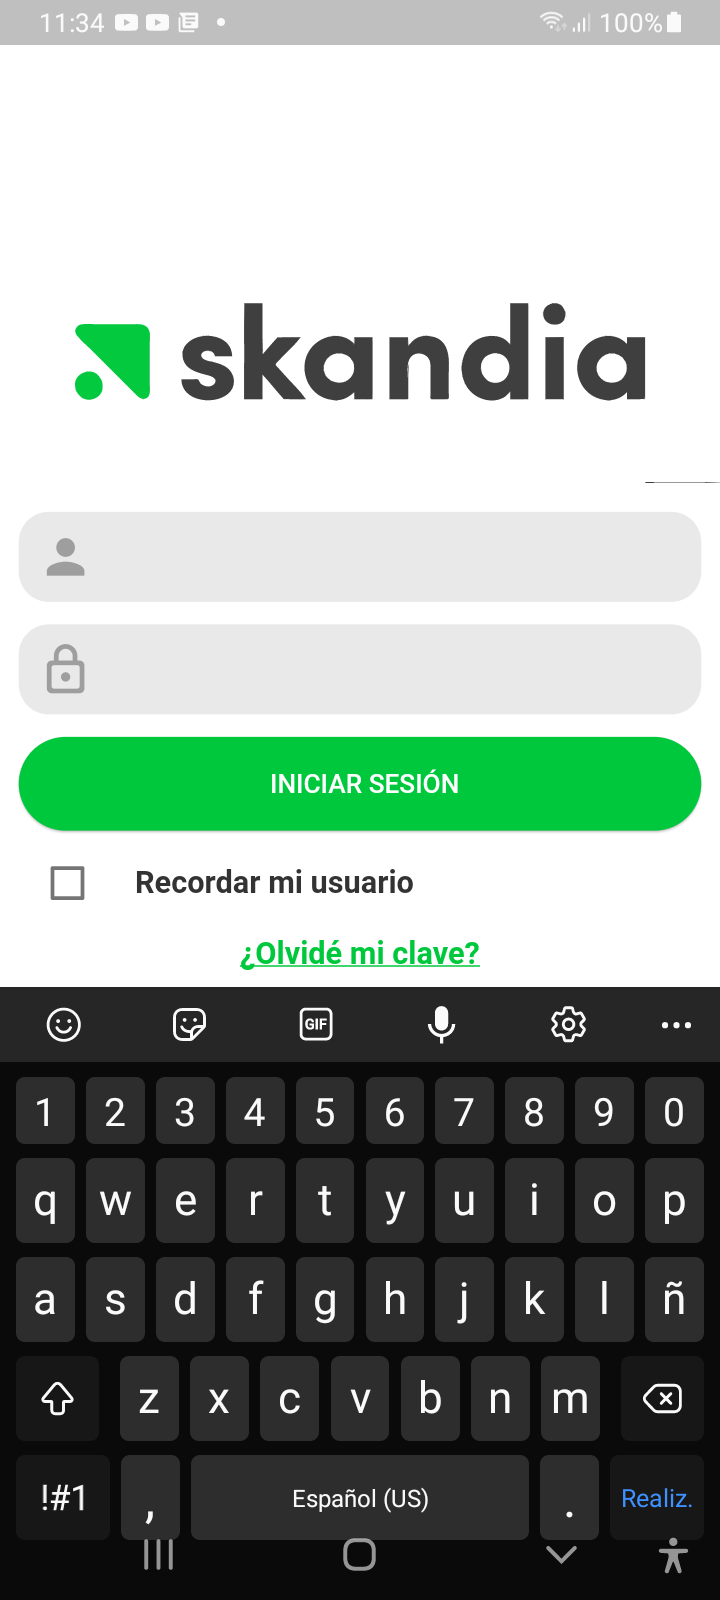 11:34 100%
skandia
INICIAR SESIÓN
Recordar mi usuario
¿Olvidé mi clave?
GIF
1 2 3 4 5 6 7 8 9 0
q w e r t y u i o p
a s d f g h j k l ñ
z x c v b n m
!#1 , Español (US) . Realiz.